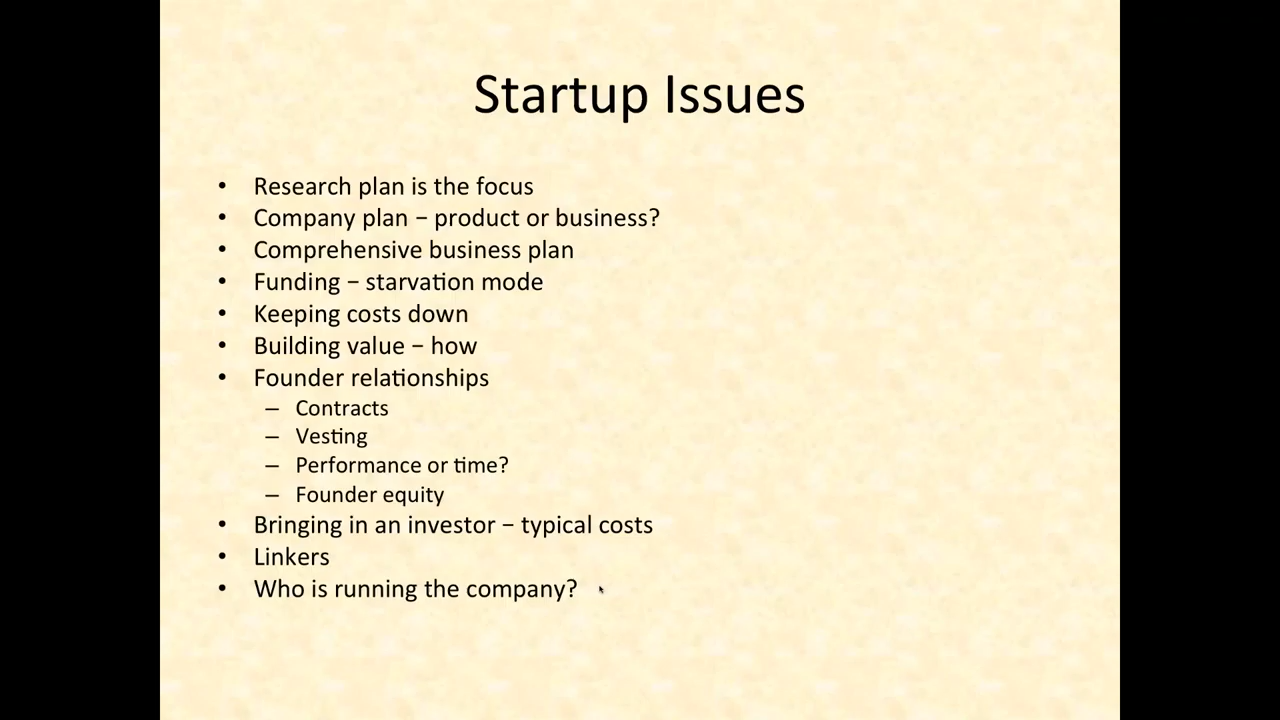 Startup Issues
• Research plan is the focus
• Company plan – product or business?
• Comprehensive business plan
• Funding – starvation mode
• Keeping costs down
• Building value – how
• Founder relationships
– Contracts
– Vesting
– Performance or time?
– Founder equity
• Bringing in an investor – typical costs
• Linkers
• Who is running the company?